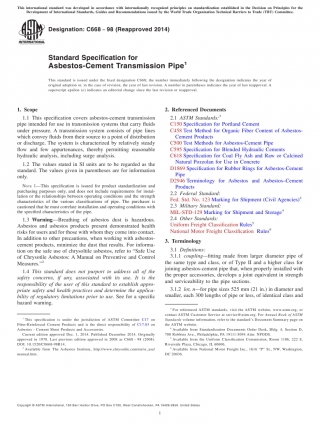 This international standard was developed in accordance with internationally recognized principles on standardization established in the Decision on Principles for the
Development of International Standards, Guides and Recommendations issued by the World Trade Organization Technical Barriers to Trade (TBT) Committee.
INTERNATIONAL
Designation: C668 – 98 (Reapproved 2014)
Standard Specification for
Asbestos-Cement Transmission Pipe¹
This standard is issued under the fixed designation C668; the number immediately following the designation indicates the year of
original adoption or, in the case of revision, the year of last revision. A number in parentheses indicates the year of last reapproval. A
superscript epsilon (ε) indicates an editorial change since the last revision or reapproval.
1. Scope
1.1 This specification covers asbestos-cement transmission
pipe intended for use in transmission systems that carry fluids
under pressure. A transmission system consists of pipe lines
which convey fluids from their source to a point of distribution
or discharge. The system is characterized by relatively steady
flow and few appurtenances, thereby permitting reasonable
hydraulic analysis, using surge analysis.
1.2 The values stated in SI units are to be regarded as the
standard. The values given in parentheses are for information
only.
NOTE 1—This specification is issued for product standardization and
purchasing purposes only, and does not include requirements for instal-
lation or the relationships between operating conditions and the strength
characteristics of the various classifications of pipe. The purchaser is
cautioned that he must correlate installation and operating conditions with
the specified characteristics of the pipe.
1.3 Warning—Breathing of asbestos dust is hazardous.
Asbestos and asbestos products present demonstrated health
risks for users and for those with whom they come into contact.
In addition to other precautions, when working with asbestos-
cement products, minimize the dust that results. For informa-
tion on the safe use of chrysotile asbestos, refer to "Safe Use
of Chrysotile Asbestos: A Manual on Preventive and Control
Measures."²
1.4 This standard does not purport to address all of the
safety concerns, if any, associated with its use. It is the
responsibility of the user of this standard to establish appro-
priate safety and health practices and determine the applica-
bility of regulatory limitations prior to use. See for a specific
hazard warning.
2. Referenced Documents
2.1 ASTM Standards:³
C150 Specification for Portland Cement
C458 Test Method for Organic Fiber Content of Asbestos-
Cement Products
C500 Test Methods for Asbestos-Cement Pipe
C595 Specification for Blended Hydraulic Cements
C618 Specification for Coal Fly Ash and Raw or Calcined
Natural Pozzolan for Use in Concrete
D1869 Specification for Rubber Rings for Asbestos-Cement
Pipe
D2946 Terminology for Asbestos and Asbestos–Cement
Products
2.2 Federal Standard:
Fed. Std. No. 123 Marking for Shipment (Civil Agencies)⁴
2.3 Military Standard:
MIL-STD-129 Marking for Shipment and Storage⁴
2.4 Other Standards:
Uniform Freight Classification Rules⁵
National Motor Freight Classification Rules⁶
3. Terminology
3.1 Definitions:
3.1.1 coupling—fitting made from larger diameter pipe of
the same type and class, or of Type II and a higher class for
joining asbestos-cement pipe that, when properly installed with
the proper accessories, develops a joint equivalent in strength
and serviceability to the pipe sections.
3.1.2 lot, n—for pipe sizes 525 mm (21 in.) in diameter and
smaller, each 300 lengths of pipe or less, of identical class and
¹ This specification is under the jurisdiction of ASTM Committee C17 on
Fiber-Reinforced Cement Products and is the direct responsibility of C17.03 on
Asbestos - Cement Sheet Products and Accessories.
Current edition approved Dec. 1, 2014. Published December 2014. Originally
approved in 1970. Last previous edition approved in 2009 as C668 – 98 (2009).
² Available from The Asbestos Institute,
³ For referenced ASTM standards, visit the ASTM website, www.astm.org, or
contact ASTM Customer Service at service@astm.org. For Annual Book of ASTM
Standards volume information, refer to the standard's Document Summary page on
the ASTM website.
⁴ Available from Standardization Documents Order Desk, Bldg. 4, Section D,
700 Robbins Ave., Philadelphia, PA 19111-5094
⁵ Available from the Uniform Classification Committee, Room 1106, 222 S.
Riverside Plaza, Chicago, IL 60606.
⁶ Available from National Motor Freight Inc., 1616 "P" St., NW, Washington,
DC 20036.
Copyright © ASTM International, 100 Barr Harbor Drive, PO Box C700, West Conshohocken, PA 19428-2959. United States
1